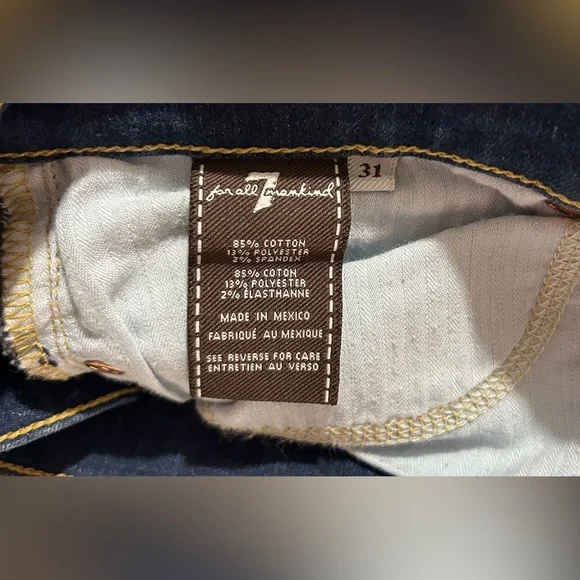 for all 7 mankind
31
85% COTTON
13% POLYESTER
2% SPANDEX
85% COTON
13% POLYESTER
2% ÉLASTHANNE
MADE IN MEXICO
FABRIQUÉ AU MEXIQUE
SEE REVERSE FOR CARE
ENTRETIEN AU VERSO